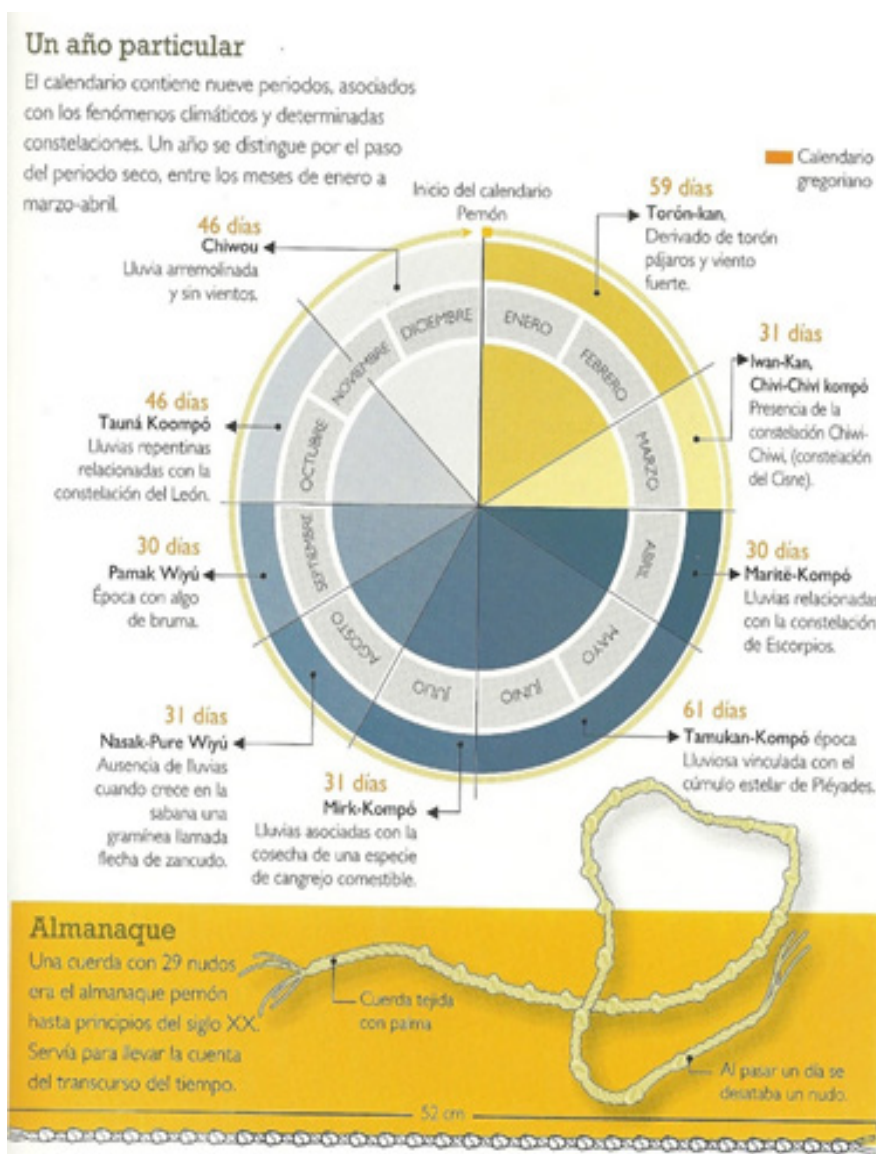 Un año particular
El calendario contiene nueve periodos, asociados
con los fenómenos climáticos y determinadas
constelaciones. Un año se distingue por el paso
del periodo seco, entre los meses de enero a
marzo-abril.
Calendario
gregoriano
Inicio del calendario
Pemón
59 días
Torón-kan,
Derivado de torón
pájaros y viento
fuerte.
31 días
Iwan-Kan,
Chivi-Chivi kompó
Presencia de la
constelación Chiwi-
Chiwi, (constelación
del Cisne).
30 días
Marité-Kompó
Lluvias relacionadas
con la constelación
de Escorpios.
61 días
Tamukan-Kompó época
Lluviosa vinculada con el
cúmulo estelar de Pléyades.
31 días
Mirk-Kompó
Lluvias asociadas con la
cosecha de una especie
de cangrejo comestible.
31 días
Nasak-Pure Wiyú
Ausencia de lluvias
cuando crece en la
sabana una
gramínea llamada
flecha de zancudo.
30 días
Pamak Wiyú
Época con algo
de bruma.
46 días
Tauná Koompó
Lluvias repentinas
relacionadas con la
constelación del León.
46 días
Chiwou
Lluvia arremolinada
y sin vientos.
ENERO
FEBRERO
MARZO
ABRIL
MAYO
JUNIO
JULIO
AGOSTO
SEPTIEMBRE
OCTUBRE
NOVIEMBRE
DICIEMBRE
Almanaque
Una cuerda con 29 nudos
era el almanaque pemón
hasta principios del siglo XX.
Servía para llevar la cuenta
del transcurso del tiempo.
Cuerda tejida
con palma
Al pasar un día se
desataba un nudo.
52 cm